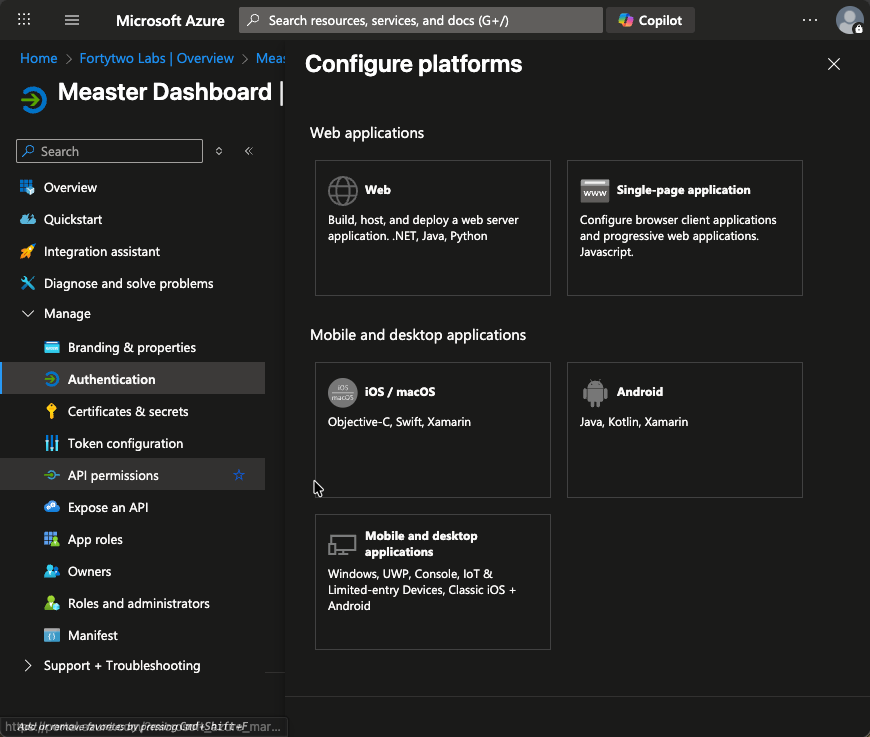 Microsoft Azure
Search resources, services, and docs (G+/)
Copilot
Home > Fortytwo Labs | Overview > Meas
Measter Dashboard |
Search
Overview
Quickstart
Integration assistant
Diagnose and solve problems
Manage
Branding & properties
Authentication
Certificates & secrets
Token configuration
API permissions
Expose an API
App roles
Owners
Roles and administrators
Manifest
Support + Troubleshooting
Add or remove favorites by pressing Cmd+Shift+F
Configure platforms
Web applications
Web
Build, host, and deploy a web server
application. .NET, Java, Python
www
Single-page application
Configure browser client applications
and progressive web applications.
Javascript.
Mobile and desktop applications
iOS
macOS
iOS / macOS
Objective-C, Swift, Xamarin
Android
Java, Kotlin, Xamarin
Mobile and desktop
applications
Windows, UWP, Console, IoT &
Limited-entry Devices, Classic iOS +
Android